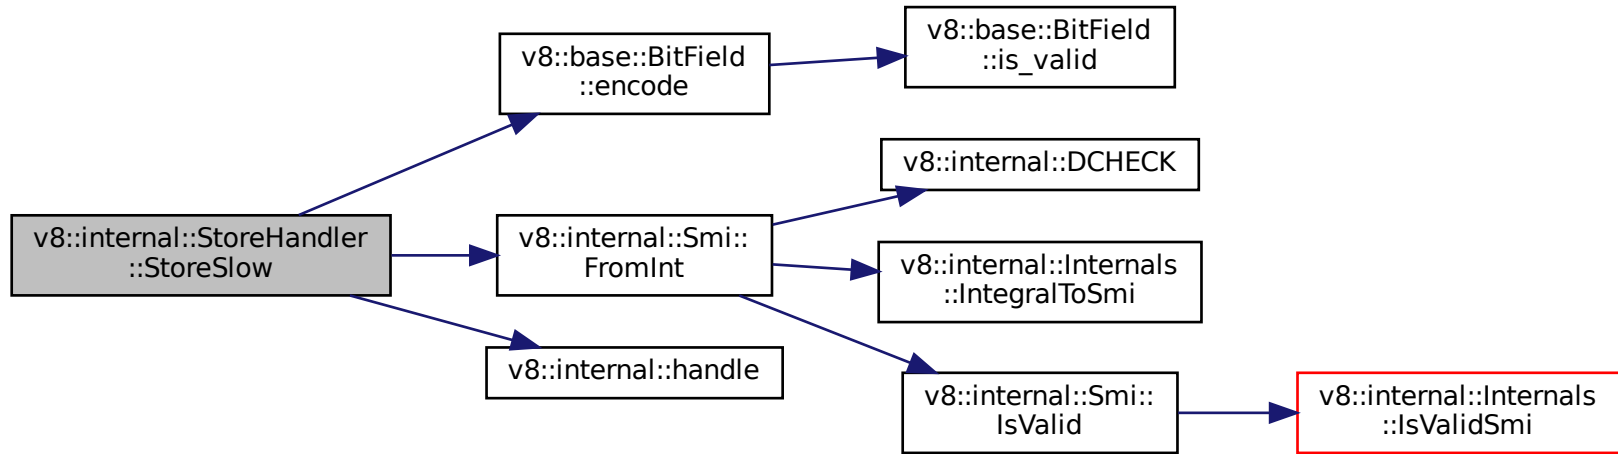 v8::internal::StoreHandler
::StoreSlow
v8::base::BitField
::encode
v8::base::BitField
::is_valid
v8::internal::Smi::
FromInt
v8::internal::DCHECK
v8::internal::Internals
::IntegralToSmi
v8::internal::Smi::
IsValid
v8::internal::Internals
::IsValidSmi
v8::internal::handle